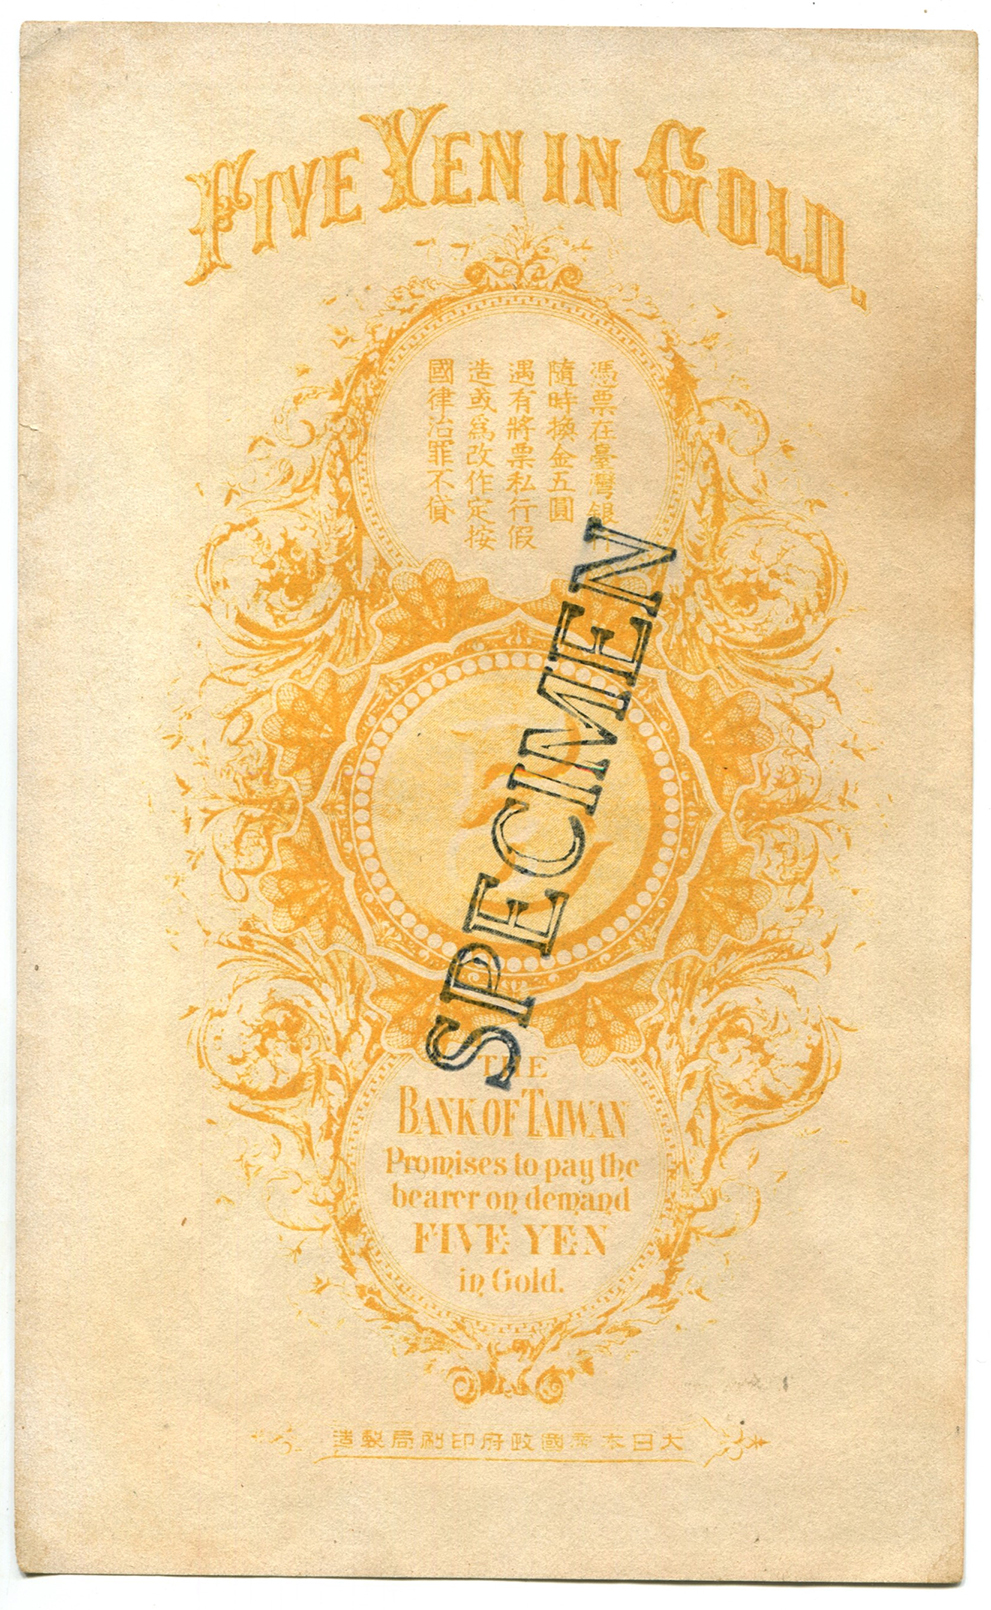 FIVE YEN IN GOLD.
憑票在臺灣銀
隨時換金五圓
遇有將票私行假
造或為改作定按
國律治罪不貸
SPECIMEN
THE
BANK OF TAIWAN
Promises to pay the
bearer on demand
FIVE YEN
in Gold.
大日本帝國政府印刷局製造